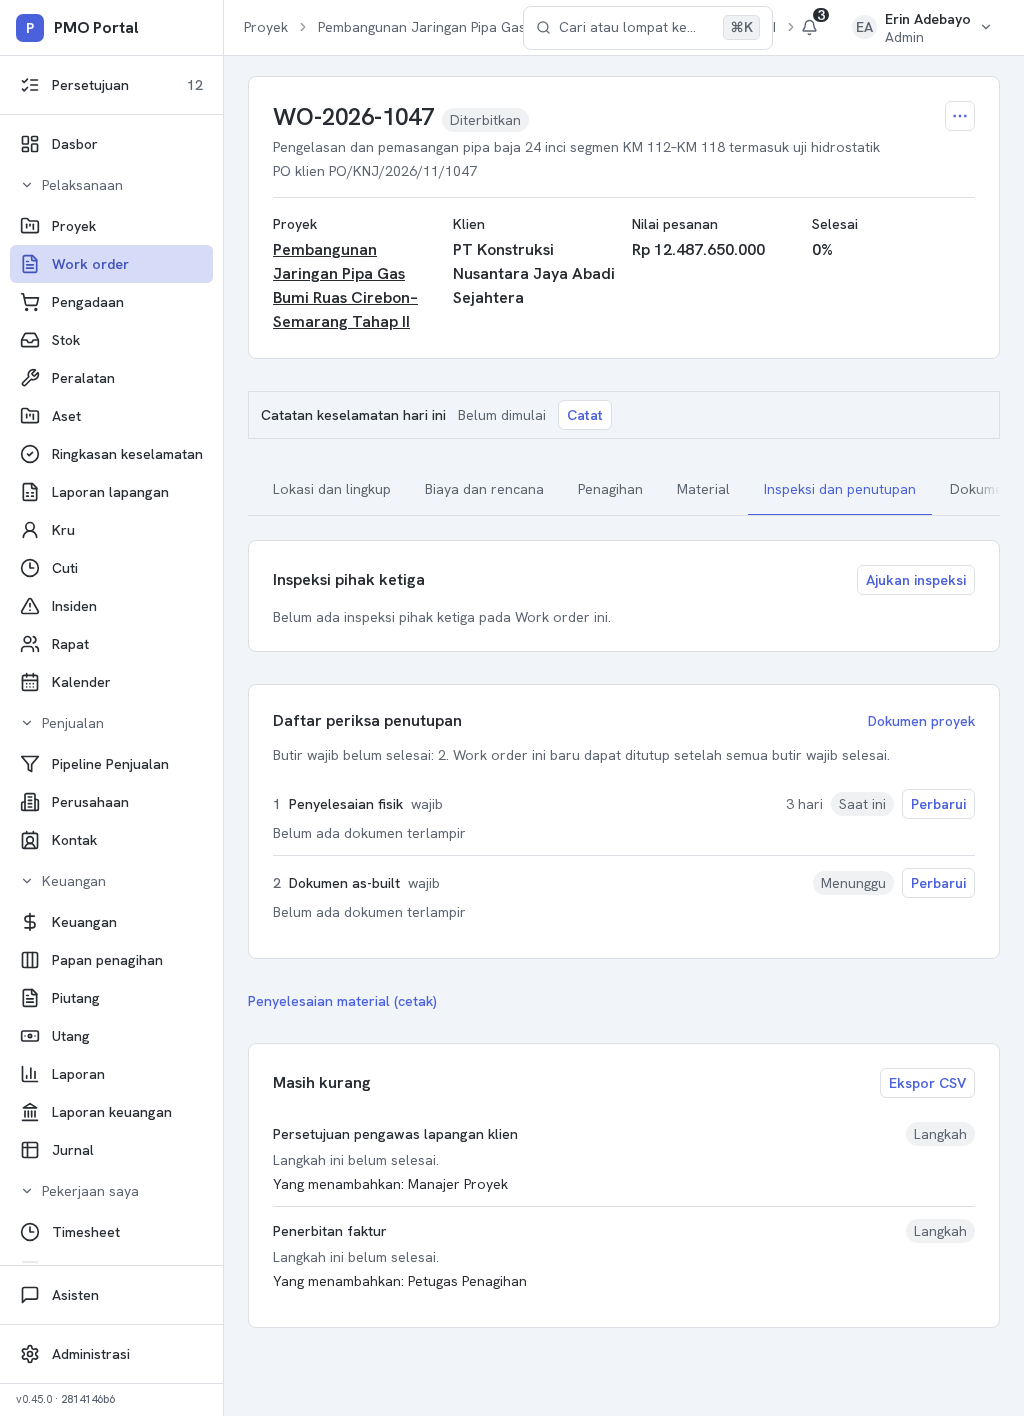 P PMO Portal
Persetujuan 12
Dasbor
Pelaksanaan
Proyek
Work order
Pengadaan
Stok
Peralatan
Aset
Ringkasan keselamatan
Laporan lapangan
Kru
Cuti
Insiden
Rapat
Kalender
Penjualan
Pipeline Penjualan
Perusahaan
Kontak
Keuangan
Keuangan
Papan penagihan
Piutang
Utang
Laporan
Laporan keuangan
Jurnal
Pekerjaan saya
Timesheet
Asisten
Administrasi
v0.45.0 · 2814146b6
Proyek
Pembangunan Jaringan Pipa Gas
Cari atau lompat ke... ⌘K
3
EA
Erin Adebayo
Admin
WO-2026-1047 Diterbitkan
Pengelasan dan pemasangan pipa baja 24 inci segmen KM 112–KM 118 termasuk uji hidrostatik
PO klien PO/KNJ/2026/11/1047
Proyek
Pembangunan
Jaringan Pipa Gas
Bumi Ruas Cirebon–
Semarang Tahap II
Klien
PT Konstruksi
Nusantara Jaya Abadi
Sejahtera
Nilai pesanan
Rp 12.487.650.000
Selesai
0%
Catatan keselamatan hari ini Belum dimulai Catat
Lokasi dan lingkup Biaya dan rencana Penagihan Material Inspeksi dan penutupan Dokum
Inspeksi pihak ketiga Ajukan inspeksi
Belum ada inspeksi pihak ketiga pada Work order ini.
Daftar periksa penutupan Dokumen proyek
Butir wajib belum selesai: 2. Work order ini baru dapat ditutup setelah semua butir wajib selesai.
1 Penyelesaian fisik wajib 3 hari Saat ini Perbarui
Belum ada dokumen terlampir
2 Dokumen as-built wajib Menunggu Perbarui
Belum ada dokumen terlampir
Penyelesaian material (cetak)
Masih kurang Ekspor CSV
Persetujuan pengawas lapangan klien Langkah
Langkah ini belum selesai.
Yang menambahkan: Manajer Proyek
Penerbitan faktur Langkah
Langkah ini belum selesai.
Yang menambahkan: Petugas Penagihan